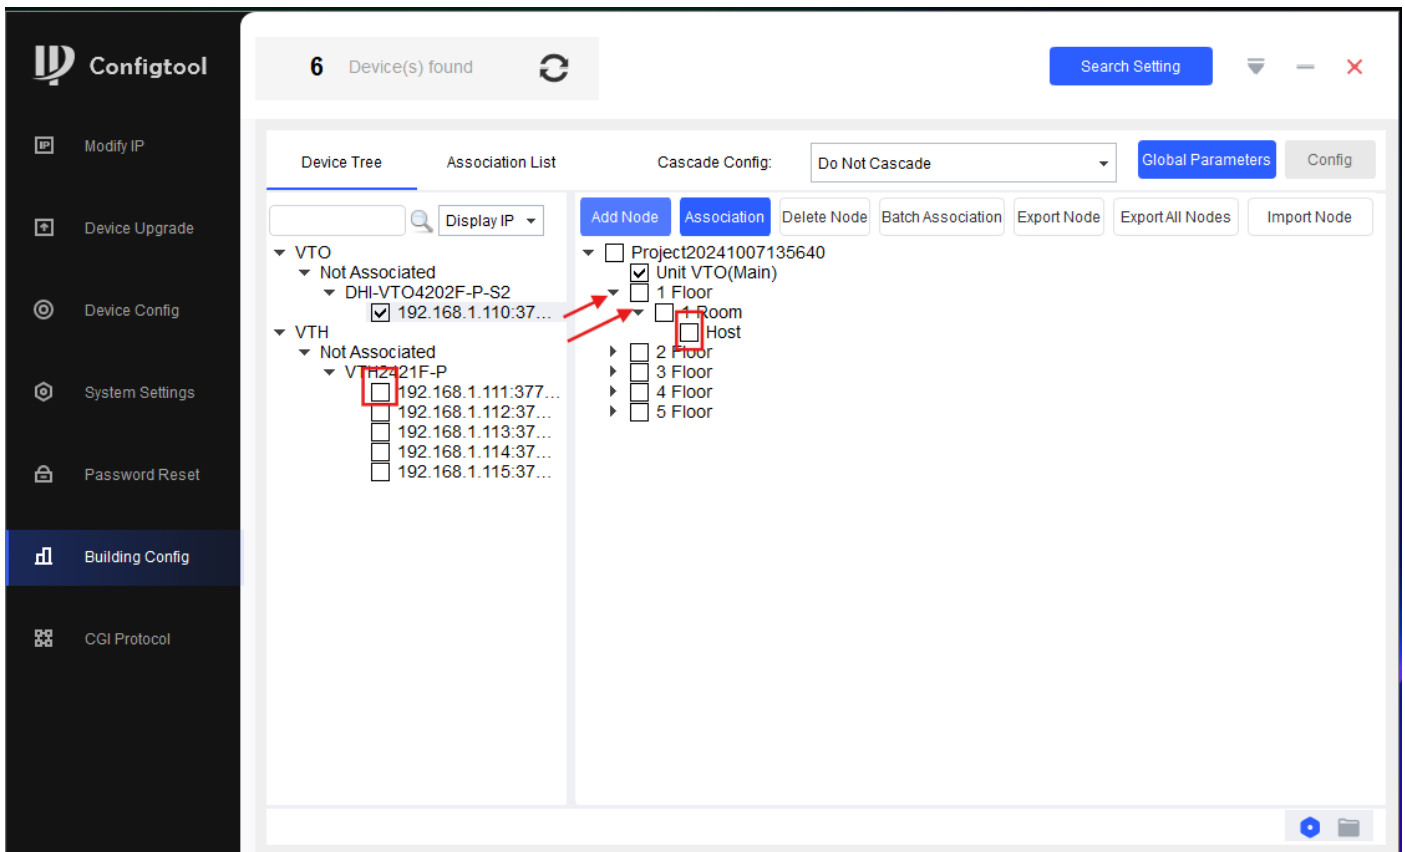 Configtool
6 Device(s) found
Search Setting
IP Modify IP
Device Upgrade
Device Config
System Settings
Password Reset
Building Config
CGI Protocol
Device Tree Association List Cascade Config: Do Not Cascade Global Parameters Config
Display IP
Add Node Association Delete Node Batch Association Export Node Export All Nodes Import Node
VTO
Not Associated
DHI-VTO4202F-P-S2
192.168.1.110:37...
VTH
Not Associated
VTH2421F-P
192.168.1.111:377...
192.168.1.112:37...
192.168.1.113:37...
192.168.1.114:37...
192.168.1.115:37...
Project20241007135640
Unit VTO(Main)
1 Floor
1 Room
Host
2 Floor
3 Floor
4 Floor
5 Floor